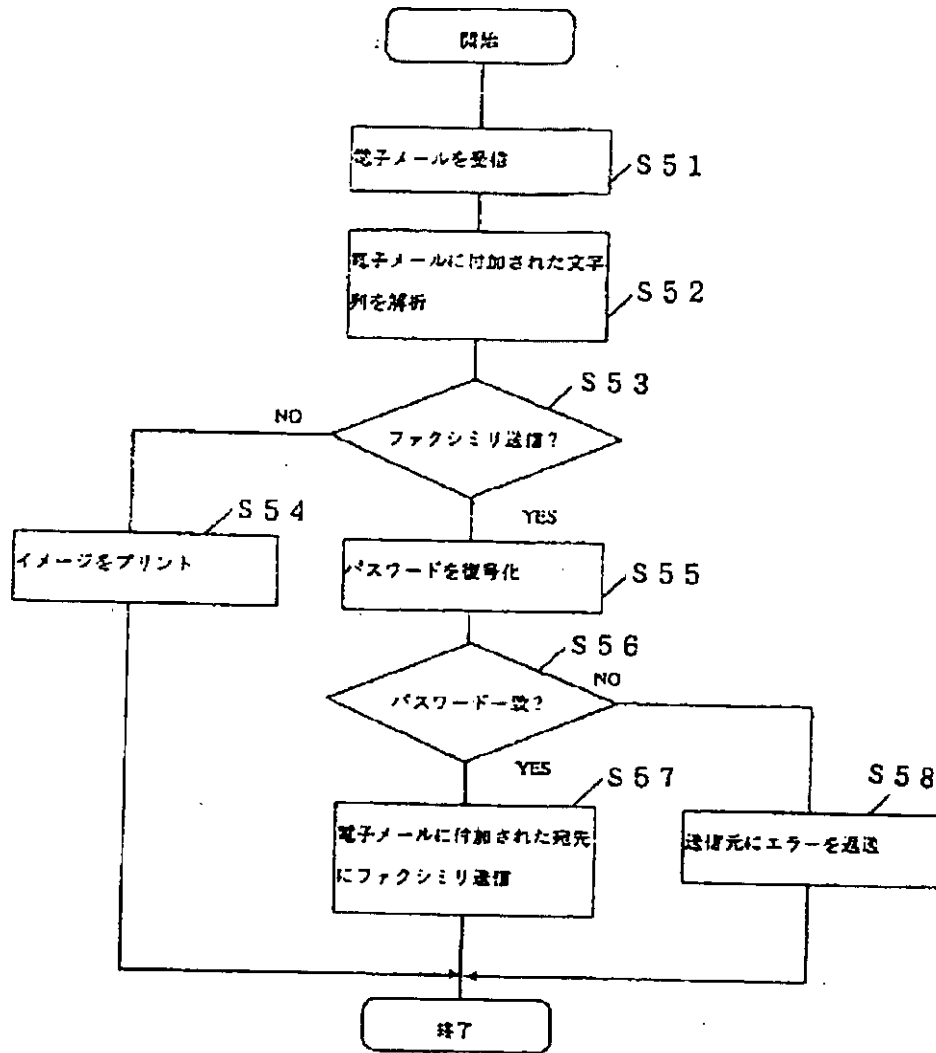 開始
電子メールを受信
S51
電子メールに付加された文字
列を解析
S52
S53
ファクシミリ送信?
NO
YES
S54
イメージをプリント
パスワードを復号化
S55
S56
パスワード一致?
NO
YES
S57
電子メールに付加された宛先
にファクシミリ送信
S58
送信元にエラーを返送
終了